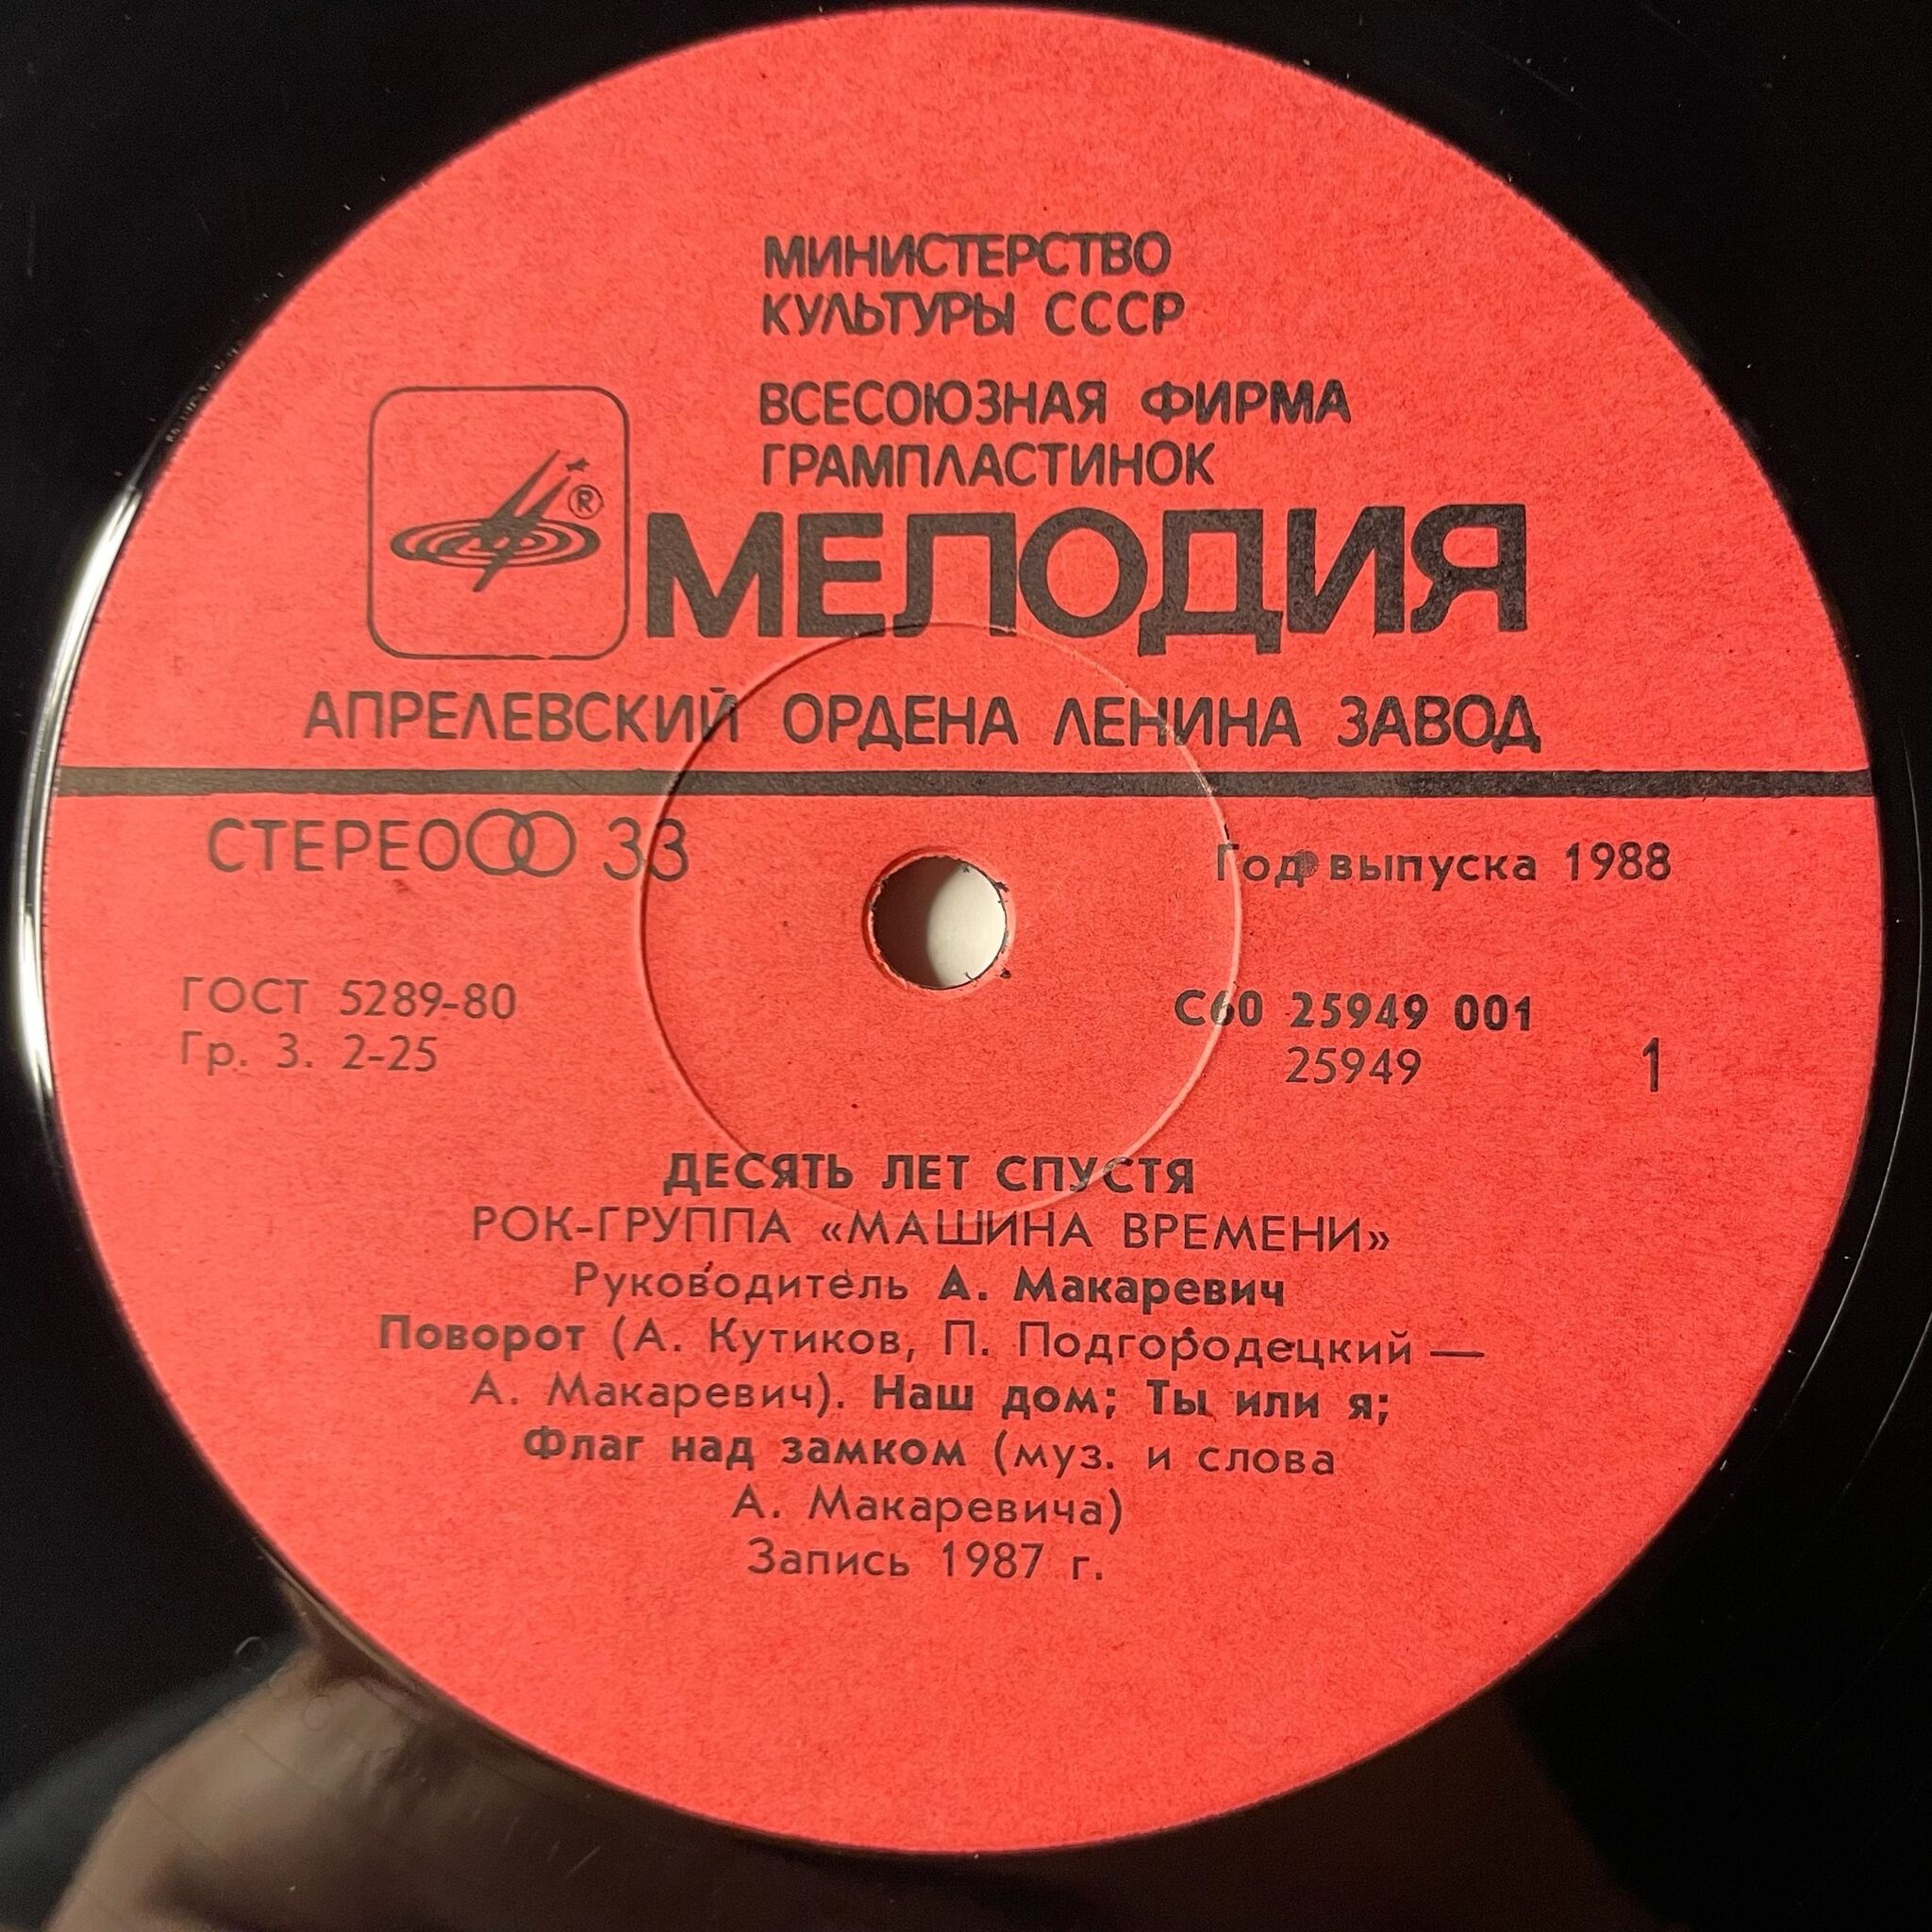 МИНИСТЕРСТВО
КУЛЬТУРЫ СССР
ВСЕСОЮЗНАЯ ФИРМА
ГРАМПЛАСТИНОК
®
МЕЛОДИЯ
АПРЕЛЕВСКИЙ ОРДЕНА ЛЕНИНА ЗАВОД
СТЕРЕО 33
Год выпуска 1988
ГОСТ 5289-80
Гр. 3. 2-25
С60 25949 001
25949
1
ДЕСЯТЬ ЛЕТ СПУСТЯ
РОК-ГРУППА «МАШИНА ВРЕМЕНИ»
Руководитель А. Макаревич
Поворот (А. Кутиков, П. Подгородецкий —
А. Макаревич). Наш дом; Ты или я;
Флаг над замком (муз. и слова
А. Макаревича)
Запись 1987 г.